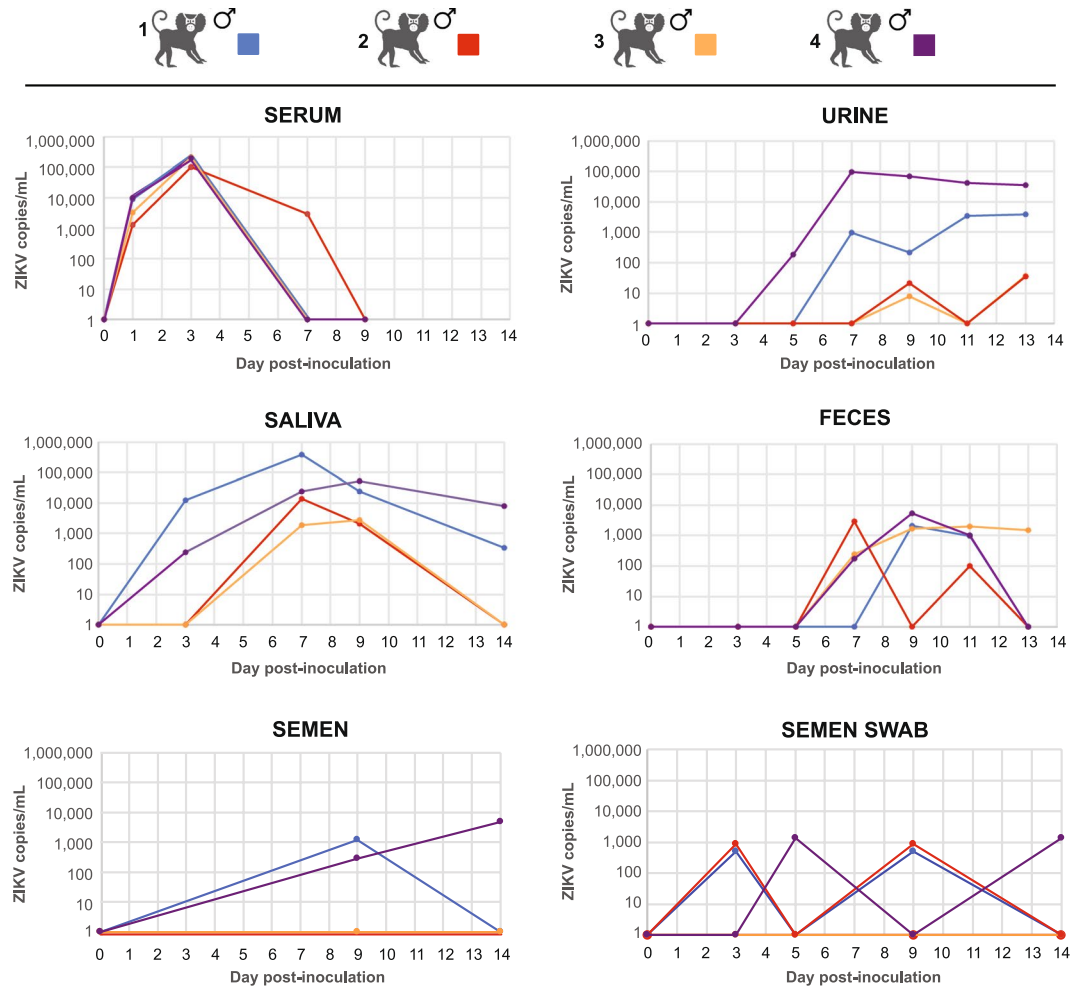 1 ♂ 2 ♂ 3 ♂ 4 ♂
SERUM
ZIKV copies/mL
1,000,000
100,000
10,000
1,000
100
10
1
0 1 2 3 4 5 6 7 8 9 10 11 12 13 14
Day post-inoculation
URINE
ZIKV copies/mL
1,000,000
100,000
10,000
1,000
100
10
1
0 1 2 3 4 5 6 7 8 9 10 11 12 13 14
Day post-inoculation
SALIVA
ZIKV copies/mL
1,000,000
100,000
10,000
1,000
100
10
1
0 1 2 3 4 5 6 7 8 9 10 11 12 13 14
Day post-inoculation
FECES
ZIKV copies/mL
1,000,000
100,000
10,000
1,000
100
10
1
0 1 2 3 4 5 6 7 8 9 10 11 12 13 14
Day post-inoculation
SEMEN
ZIKV copies/mL
1,000,000
100,000
10,000
1,000
100
10
1
0 1 2 3 4 5 6 7 8 9 10 11 12 13 14
Day post-inoculation
SEMEN SWAB
ZIKV copies/mL
1,000,000
100,000
10,000
1,000
100
10
1
0 1 2 3 4 5 6 7 8 9 10 11 12 13 14
Day post-inoculation